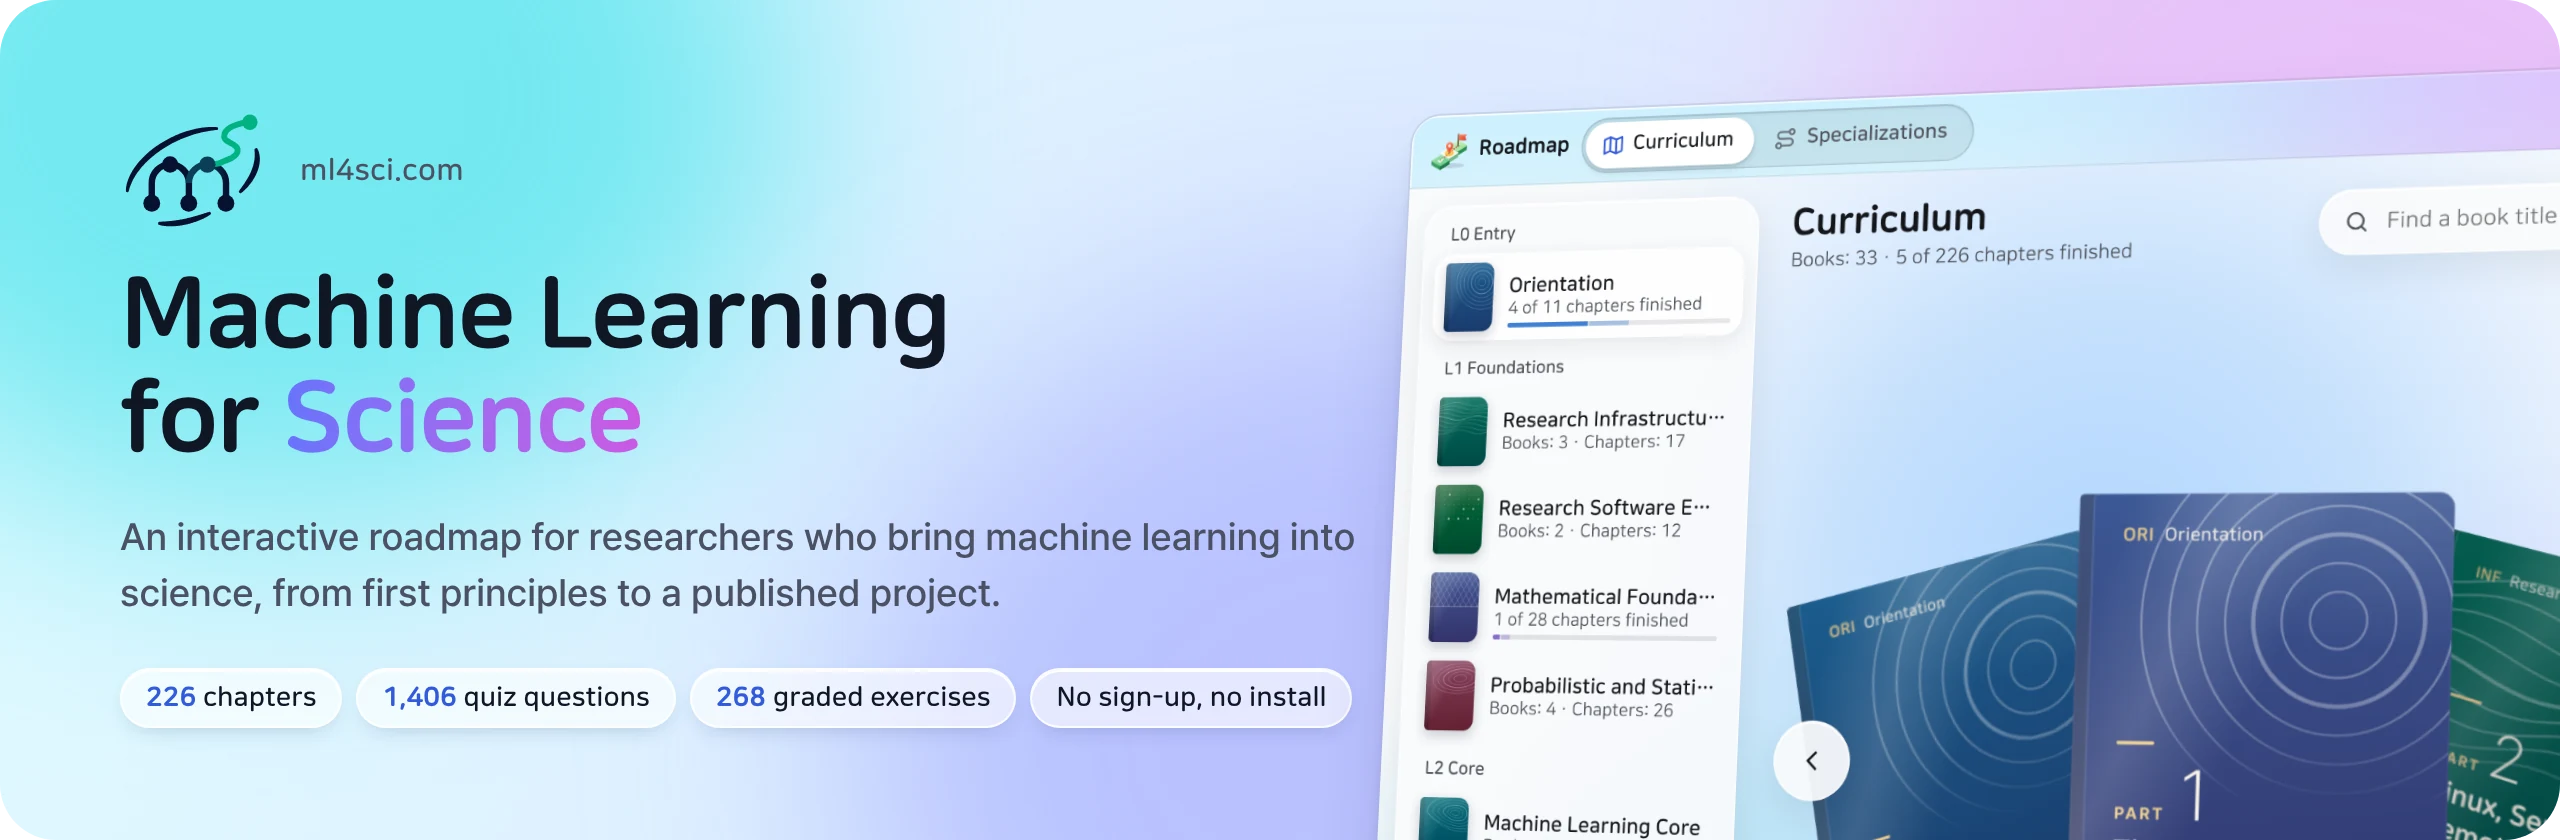 ml4sci.com
Machine Learning
for Science
An interactive roadmap for researchers who bring machine learning into
science, from first principles to a published project.
226 chapters
1,406 quiz questions
268 graded exercises
No sign-up, no install
Roadmap
Curriculum
Specializations
L0 Entry
Orientation
4 of 11 chapters finished
L1 Foundations
Research Infrastructu···
Books: 3 · Chapters: 17
Research Software E···
Books: 2 · Chapters: 12
Mathematical Founda···
1 of 28 chapters finished
Probabilistic and Stati···
Books: 4 · Chapters: 26
L2 Core
Machine Learning Core
Curriculum
Books: 33 · 5 of 226 chapters finished
Find a book title
ORI Orientation
ORI Orientation
PART 1
INF Resear
ART 2
inux, Se